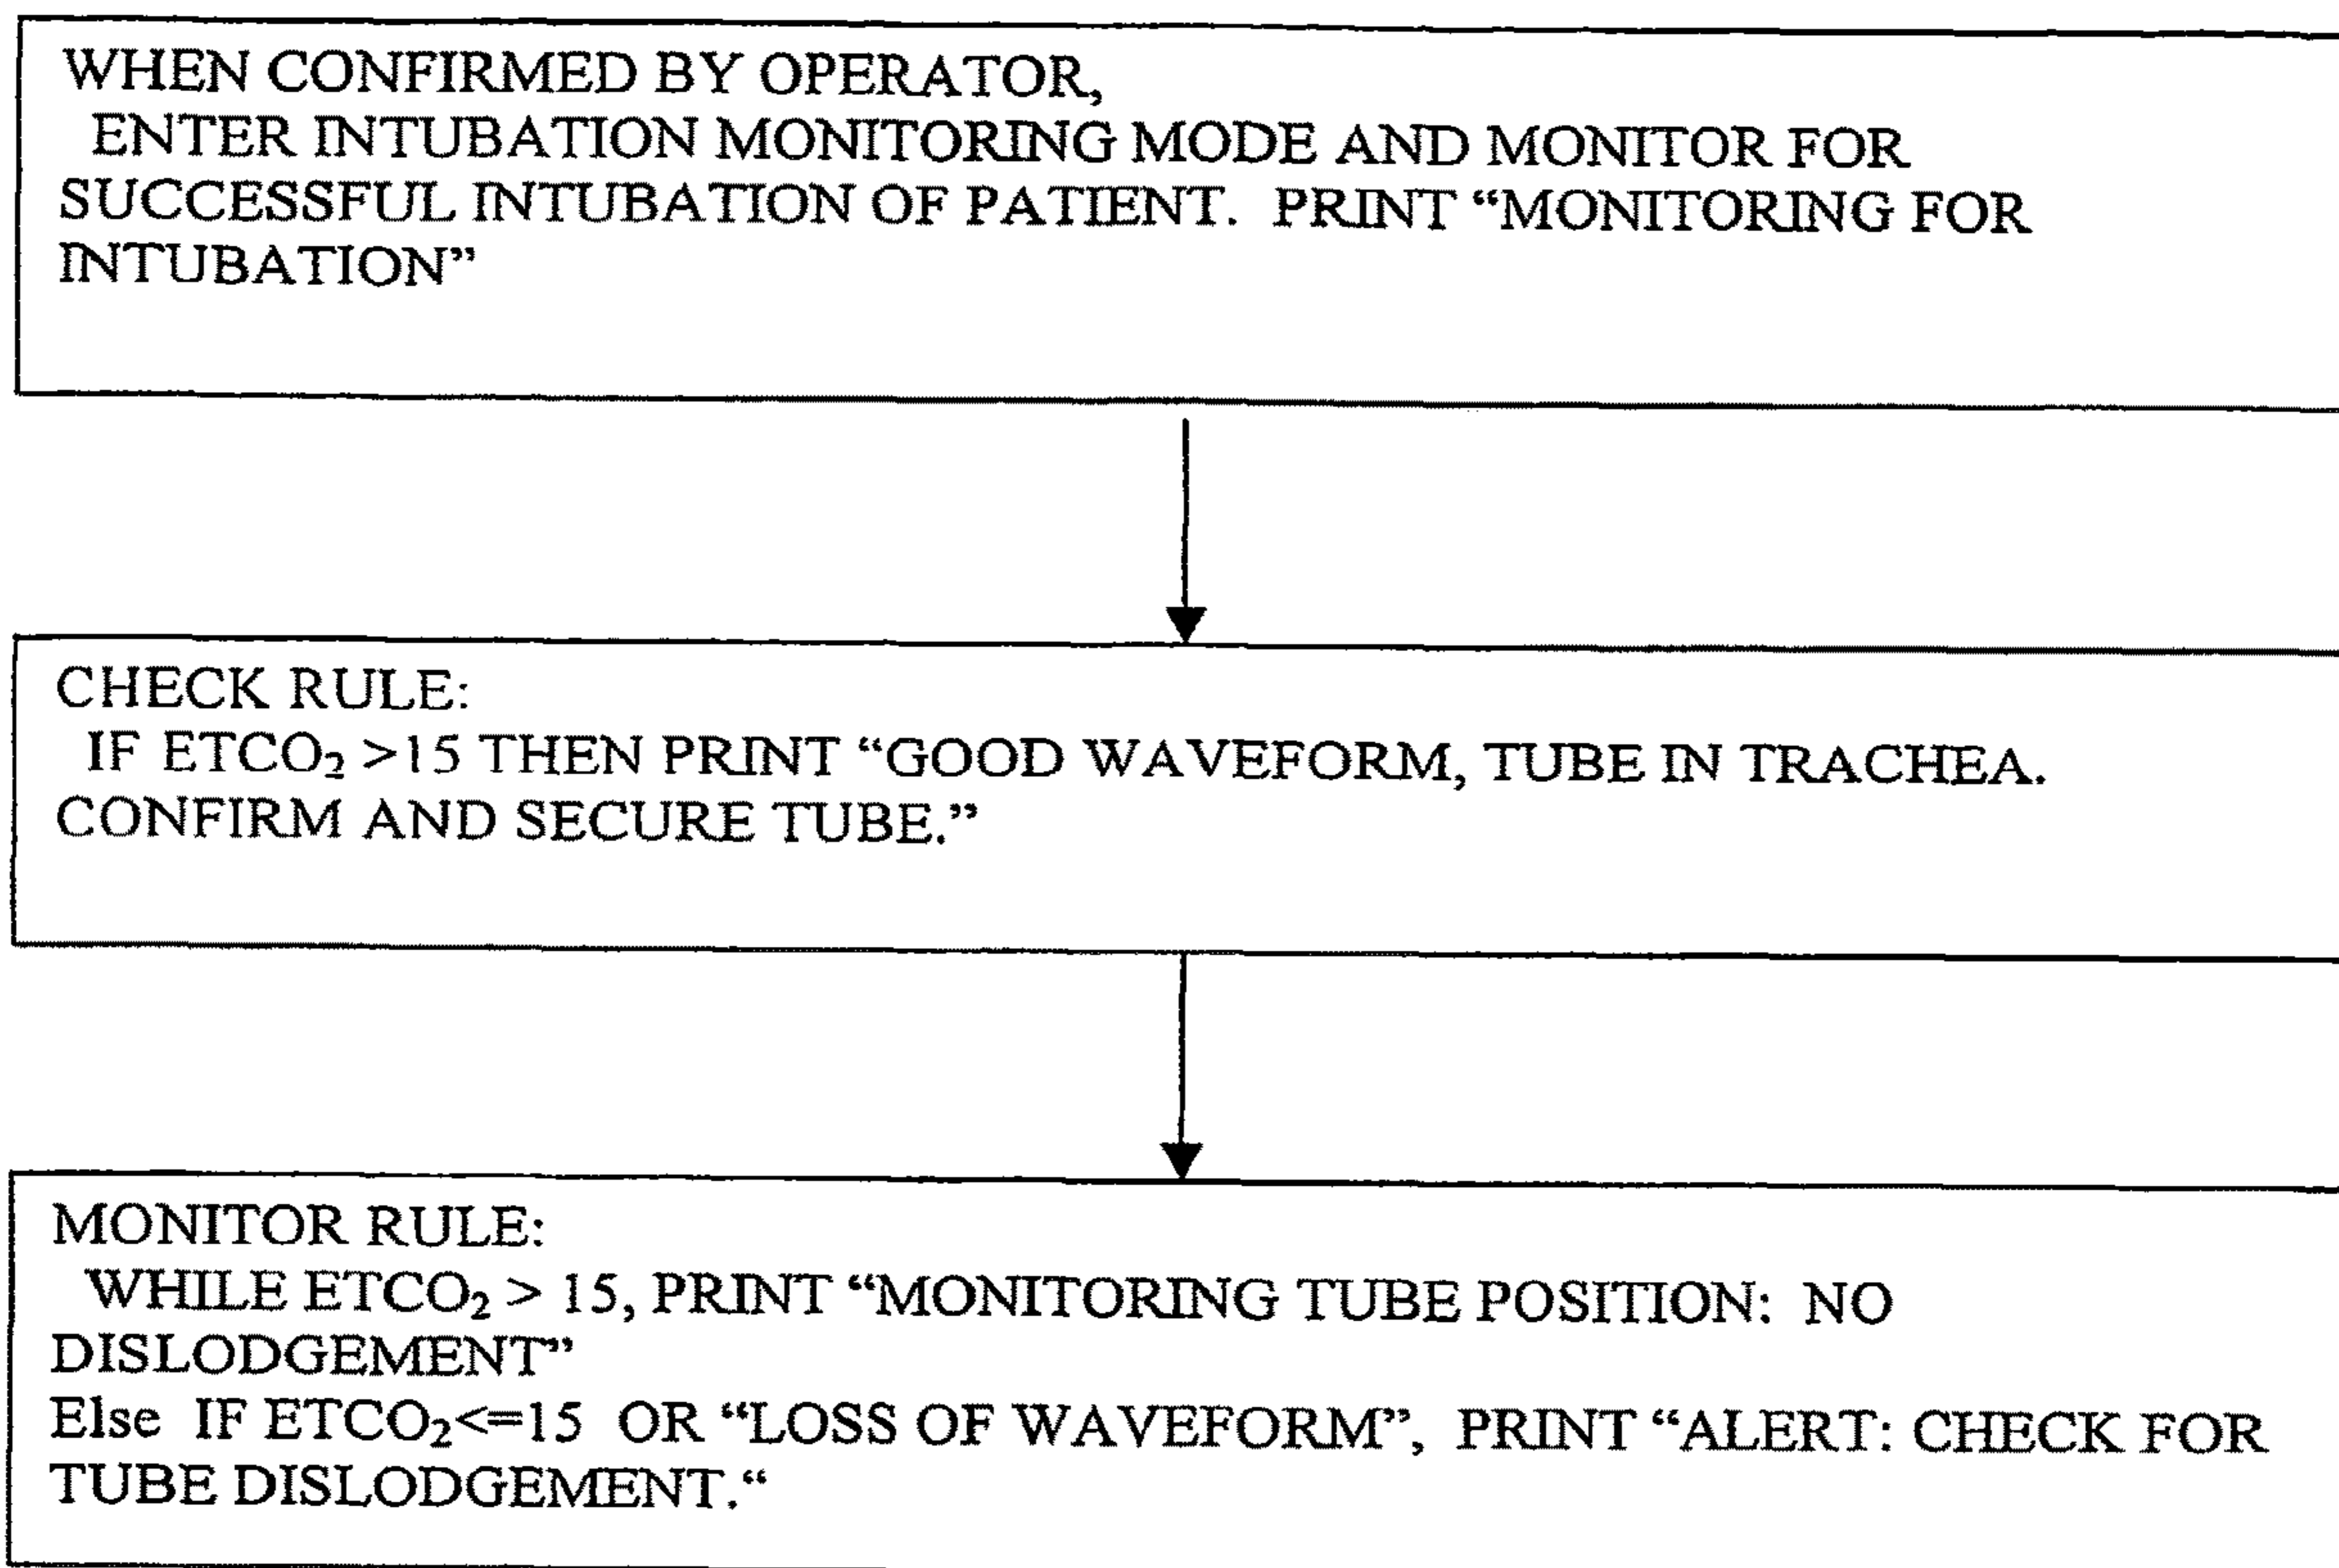 WHEN CONFIRMED BY OPERATOR,
ENTER INTUBATION MONITORING MODE AND MONITOR FOR
SUCCESSFUL INTUBATION OF PATIENT. PRINT “MONITORING FOR
INTUBATION”
CHECK RULE:
IF ETCO₂ >15 THEN PRINT “GOOD WAVEFORM, TUBE IN TRACHEA.
CONFIRM AND SECURE TUBE.”
MONITOR RULE:
WHILE ETCO₂ > 15, PRINT “MONITORING TUBE POSITION: NO
DISLODGEMENT”
Else IF ETCO₂<=15 OR “LOSS OF WAVEFORM”, PRINT “ALERT: CHECK FOR
TUBE DISLODGEMENT.“